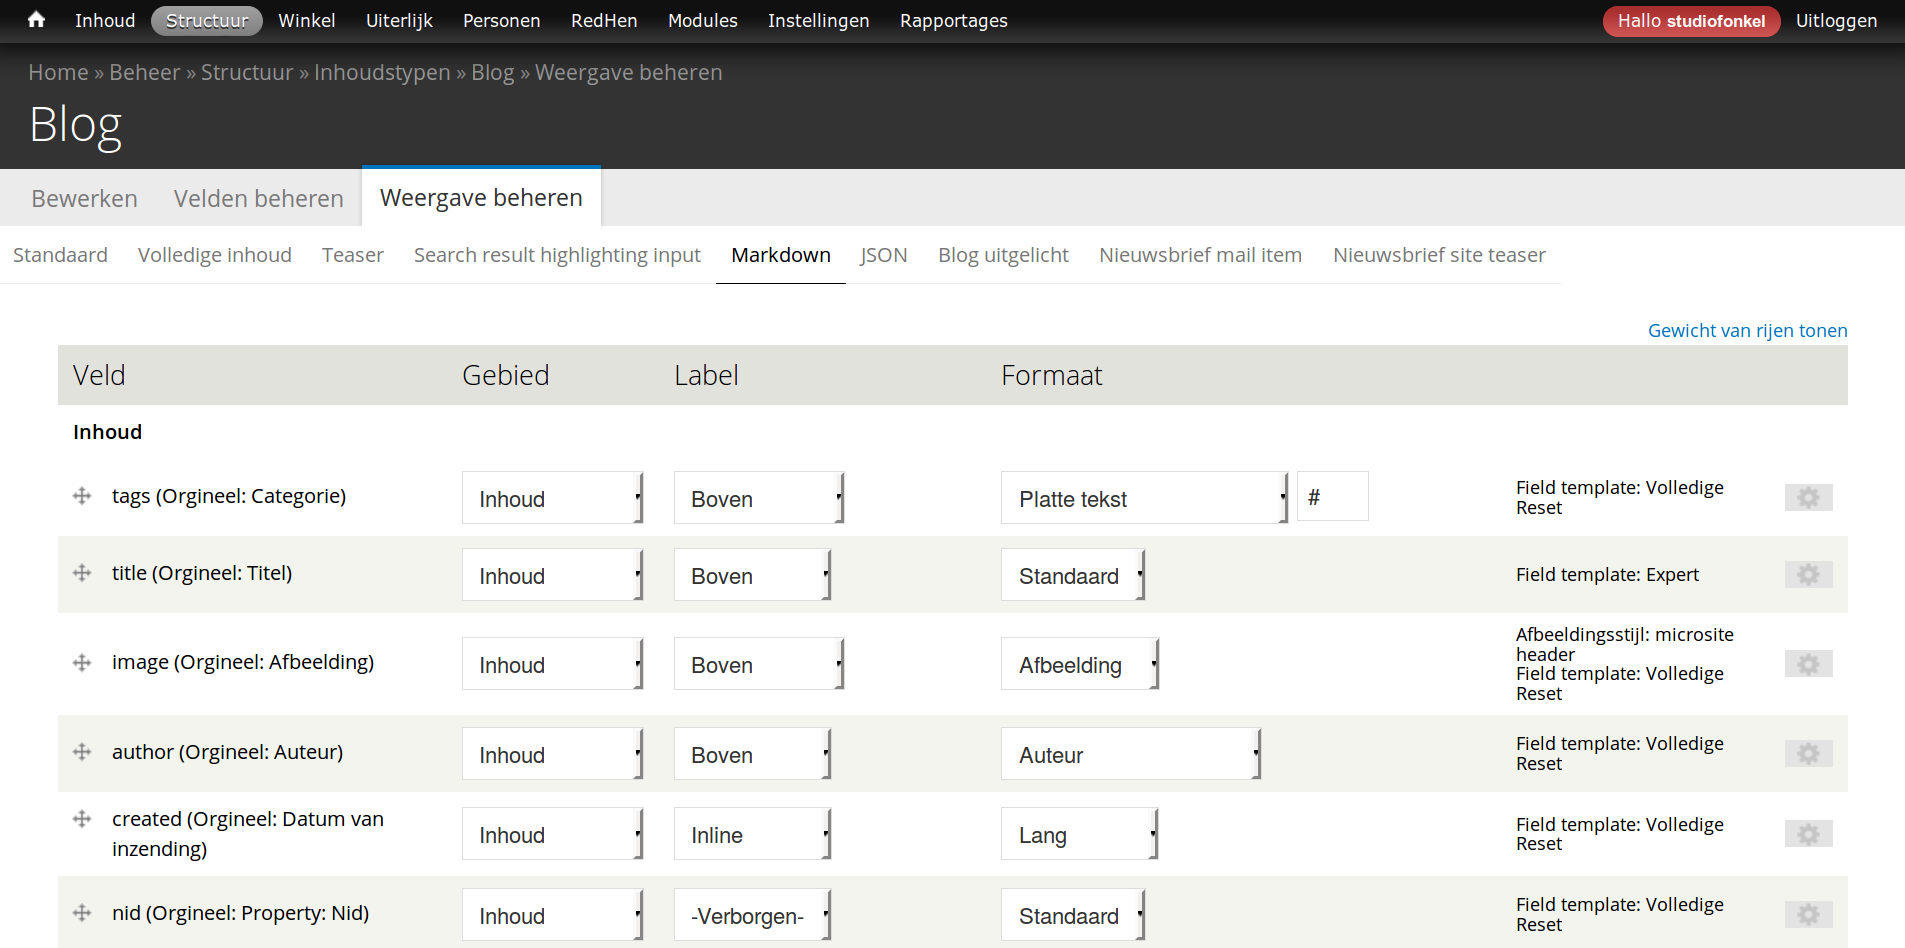 Inhoud Structuur Winkel Uiterlijk Personen RedHen Modules Instellingen Rapportages Hallo studiofonkel Uitloggen
Home » Beheer » Structuur » Inhoudstypen » Blog » Weergave beheren
Blog
Bewerken Velden beheren Weergave beheren
Standaard Volledige inhoud Teaser Search result highlighting input Markdown JSON Blog uitgelicht Nieuwsbrief mail item Nieuwsbrief site teaser
Gewicht van rijen tonen
Veld Gebied Label Formaat
Inhoud
tags (Orgineel: Categorie) Inhoud Boven Platte tekst # Field template: Volledige
Reset
title (Orgineel: Titel) Inhoud Boven Standaard Field template: Expert
Afbeeldingsstijl: microsite
header
image (Orgineel: Afbeelding) Inhoud Boven Afbeelding Field template: Volledige
Reset
author (Orgineel: Auteur) Inhoud Boven Auteur Field template: Volledige
Reset
created (Orgineel: Datum van Inhoud Inline Lang Field template: Volledige
inzending) Reset
nid (Orgineel: Property: Nid) Inhoud -Verborgen- Standaard Field template: Volledige
Reset